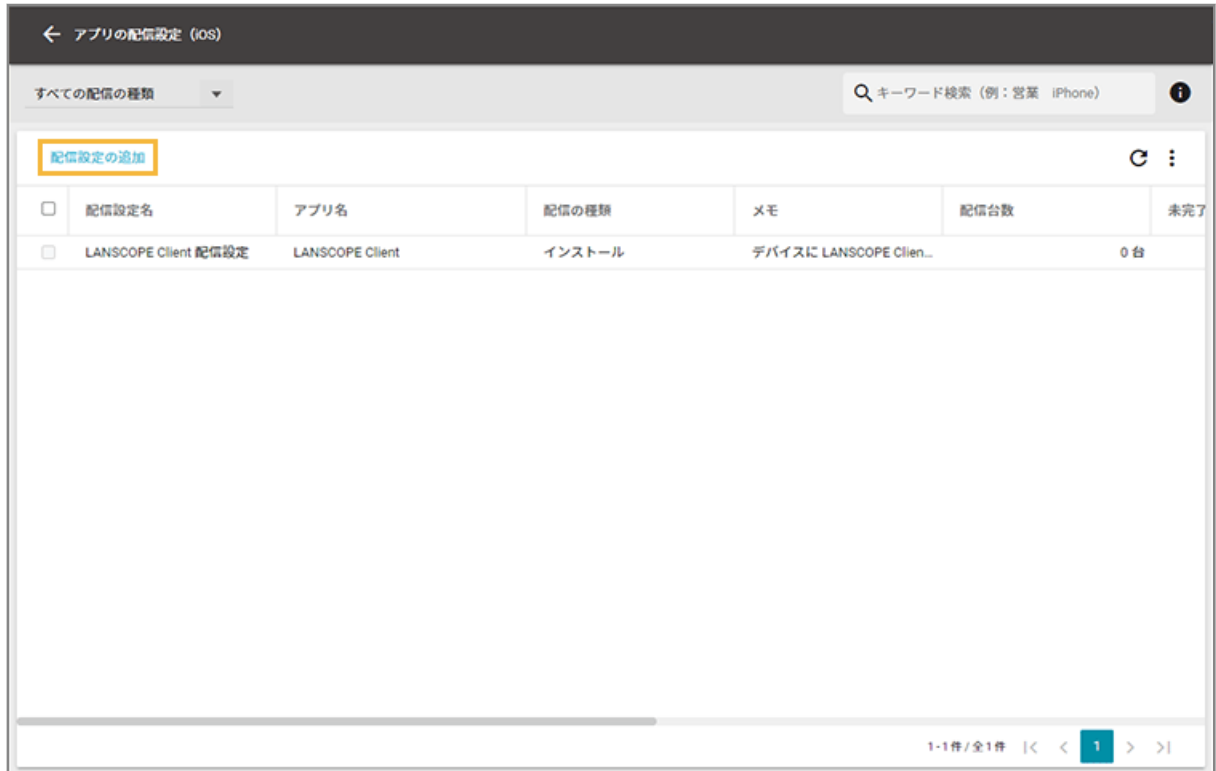 アプリの配信設定（iOS）
すべての配信の種類
キーワード検索（例：営業　iPhone）
配信設定の追加
配信設定名 アプリ名 配信の種類 メモ 配信台数 未完了
LANSCOPE Client 配信設定 LANSCOPE Client インストール デバイスに LANSCOPE Clien... 0 台
1-1件/全1件 1